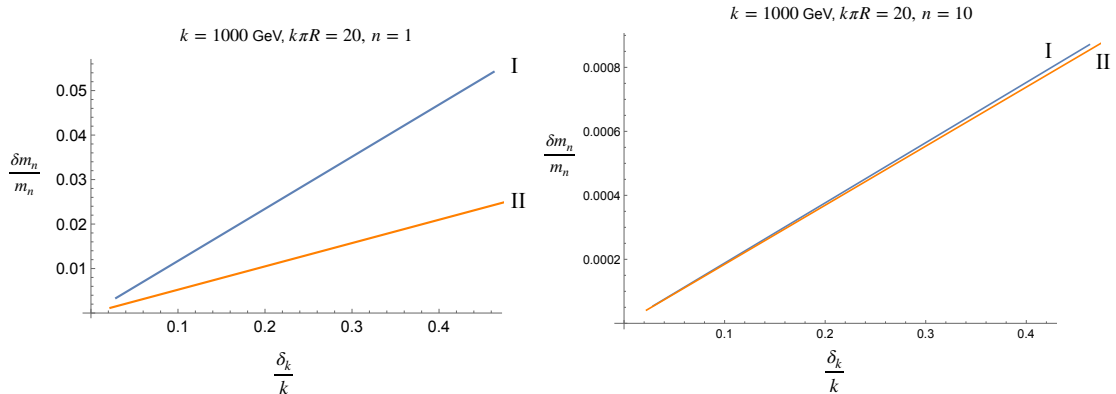 k = 1000 GeV, kπR = 20, n = 1
I
II
0.05
0.04
0.03
0.02
0.01
δm_n
m_n
0.1
0.2
0.3
0.4
δ_k
k
k = 1000 GeV, kπR = 20, n = 10
I
II
0.0008
0.0006
0.0004
0.0002
δm_n
m_n
0.1
0.2
0.3
0.4
δ_k
k